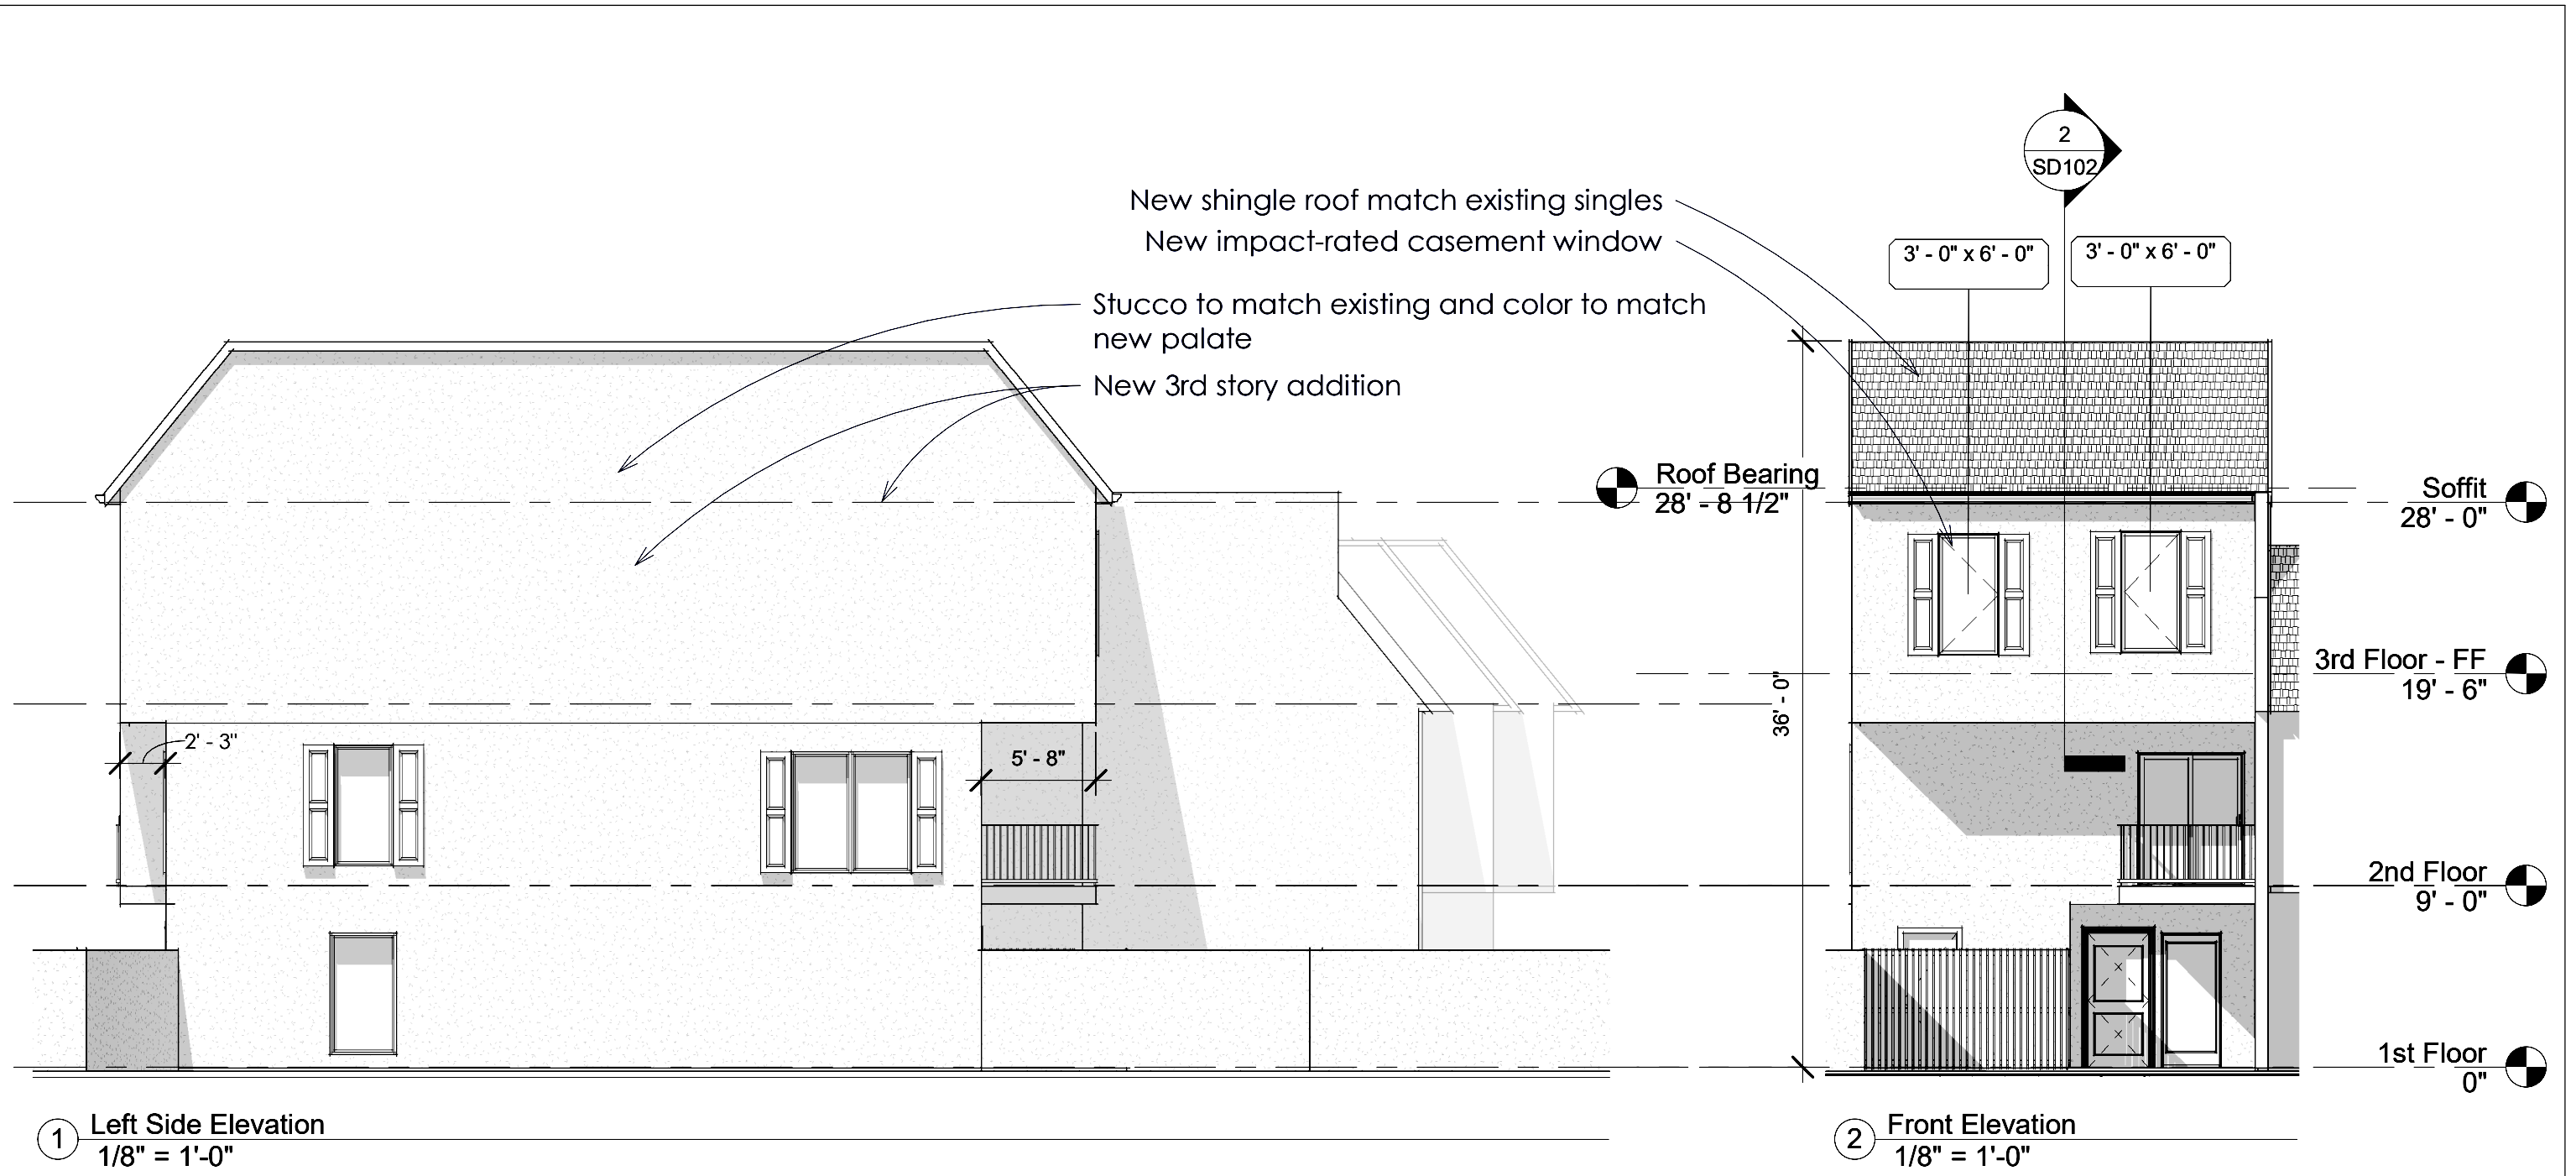 2
SD102
New shingle roof match existing singles
New impact-rated casement window
3' - 0" x 6' - 0"
3' - 0" x 6' - 0"
Stucco to match existing and color to match
new palate
New 3rd story addition
Roof Bearing
28' - 8 1/2"
Soffit
28' - 0"
3rd Floor - FF
19' - 6"
36' - 0"
2' - 3"
5' - 8"
2nd Floor
9' - 0"
1st Floor
0"
1
Left Side Elevation
1/8" = 1'-0"
2
Front Elevation
1/8" = 1'-0"